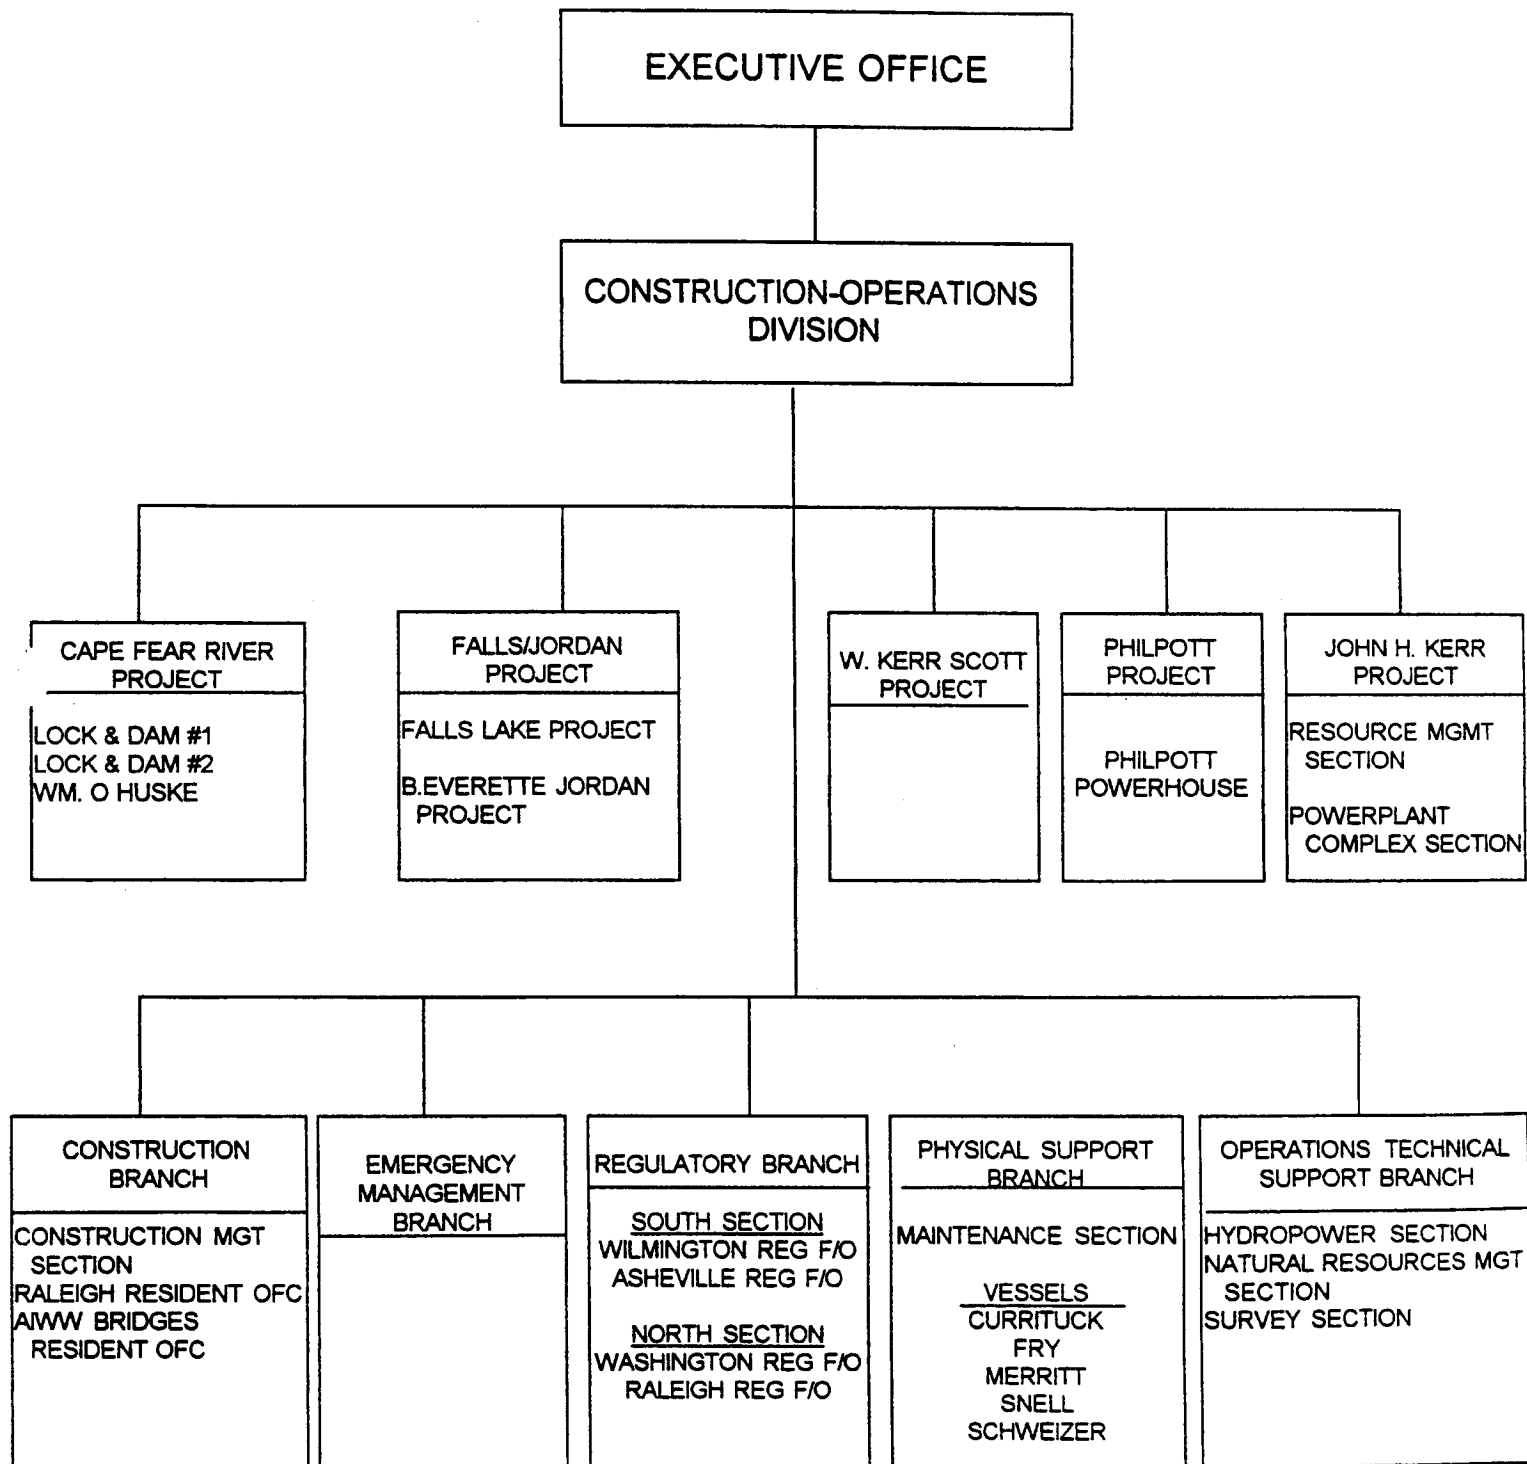 EXECUTIVE OFFICE
CONSTRUCTION-OPERATIONS
DIVISION
CAPE FEAR RIVER
PROJECT
LOCK & DAM #1
LOCK & DAM #2
WM. O HUSKE
FALLS/JORDAN
PROJECT
FALLS LAKE PROJECT
B.EVERETTE JORDAN
PROJECT
W. KERR SCOTT
PROJECT
PHILPOTT
PROJECT
PHILPOTT
POWERHOUSE
JOHN H. KERR
PROJECT
RESOURCE MGMT
SECTION
POWERPLANT
COMPLEX SECTION
CONSTRUCTION
BRANCH
CONSTRUCTION MGT
SECTION
RALEIGH RESIDENT OFC
AIWW BRIDGES
RESIDENT OFC
EMERGENCY
MANAGEMENT
BRANCH
REGULATORY BRANCH
SOUTH SECTION
WILMINGTON REG F/O
ASHEVILLE REG F/O
NORTH SECTION
WASHINGTON REG F/O
RALEIGH REG F/O
PHYSICAL SUPPORT
BRANCH
MAINTENANCE SECTION
VESSELS
CURRITUCK
FRY
MERRITT
SNELL
SCHWEIZER
OPERATIONS TECHNICAL
SUPPORT BRANCH
HYDROPOWER SECTION
NATURAL RESOURCES MGT
SECTION
SURVEY SECTION